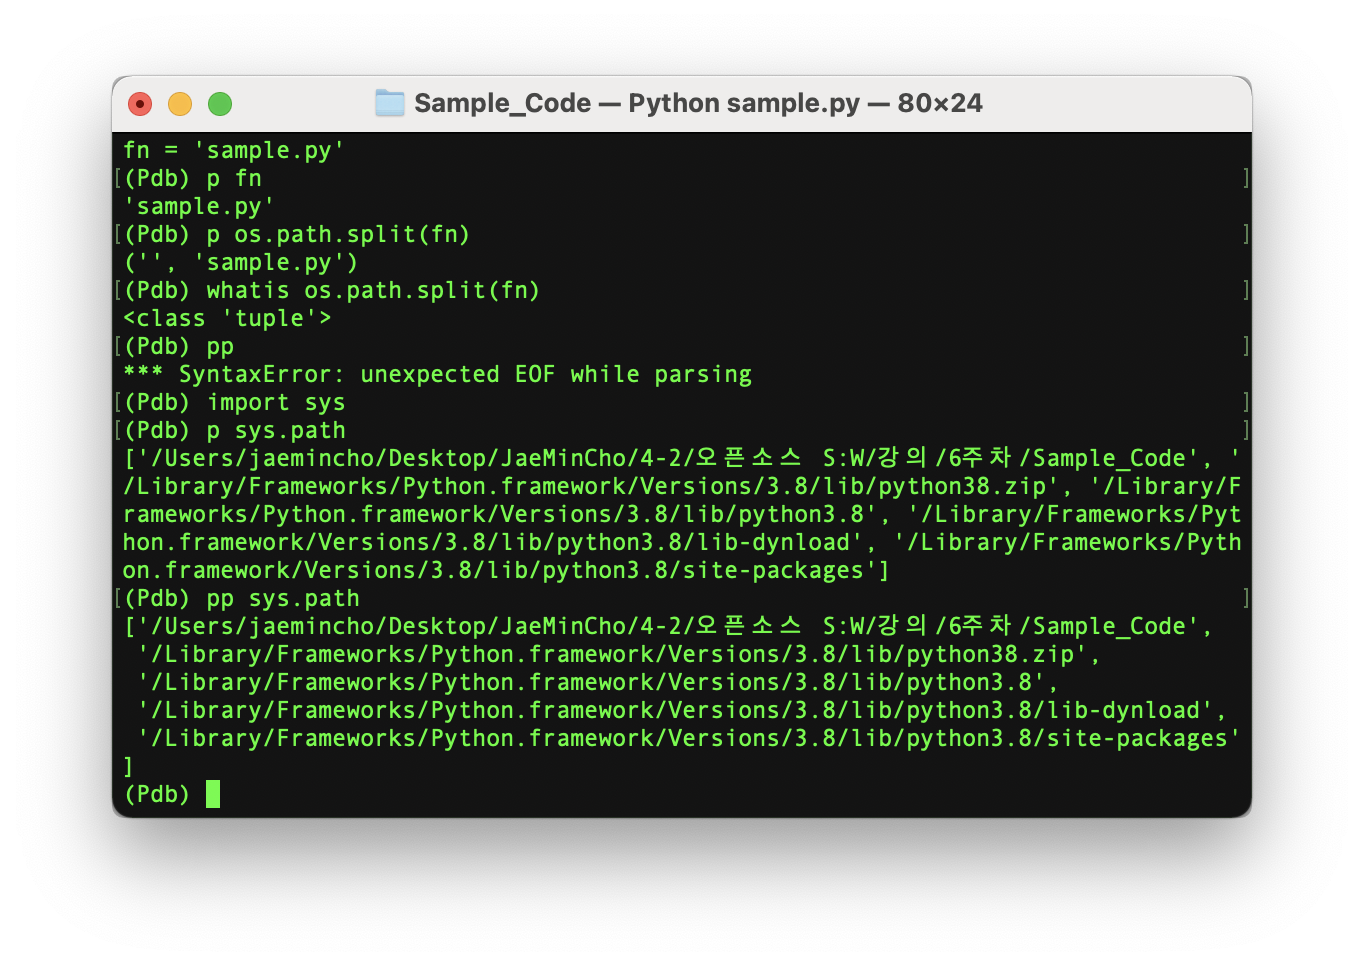 Sample_Code — Python sample.py — 80×24
fn = 'sample.py'
[(Pdb) p fn ]
'sample.py'
[(Pdb) p os.path.split(fn) ]
('', 'sample.py')
[(Pdb) whatis os.path.split(fn) ]
<class 'tuple'>
[(Pdb) pp ]
*** SyntaxError: unexpected EOF while parsing
[(Pdb) import sys ]
[(Pdb) p sys.path ]
['/Users/jaemincho/Desktop/JaeMinCho/4-2/오픈소스 S:W/강의/6주차/Sample_Code', '
/Library/Frameworks/Python.framework/Versions/3.8/lib/python38.zip', '/Library/F
rameworks/Python.framework/Versions/3.8/lib/python3.8', '/Library/Frameworks/Pyt
hon.framework/Versions/3.8/lib/python3.8/lib-dynload', '/Library/Frameworks/Pyth
on.framework/Versions/3.8/lib/python3.8/site-packages']
[(Pdb) pp sys.path ]
['/Users/jaemincho/Desktop/JaeMinCho/4-2/오픈소스 S:W/강의/6주차/Sample_Code',
 '/Library/Frameworks/Python.framework/Versions/3.8/lib/python38.zip',
 '/Library/Frameworks/Python.framework/Versions/3.8/lib/python3.8',
 '/Library/Frameworks/Python.framework/Versions/3.8/lib/python3.8/lib-dynload',
 '/Library/Frameworks/Python.framework/Versions/3.8/lib/python3.8/site-packages'
]
(Pdb)